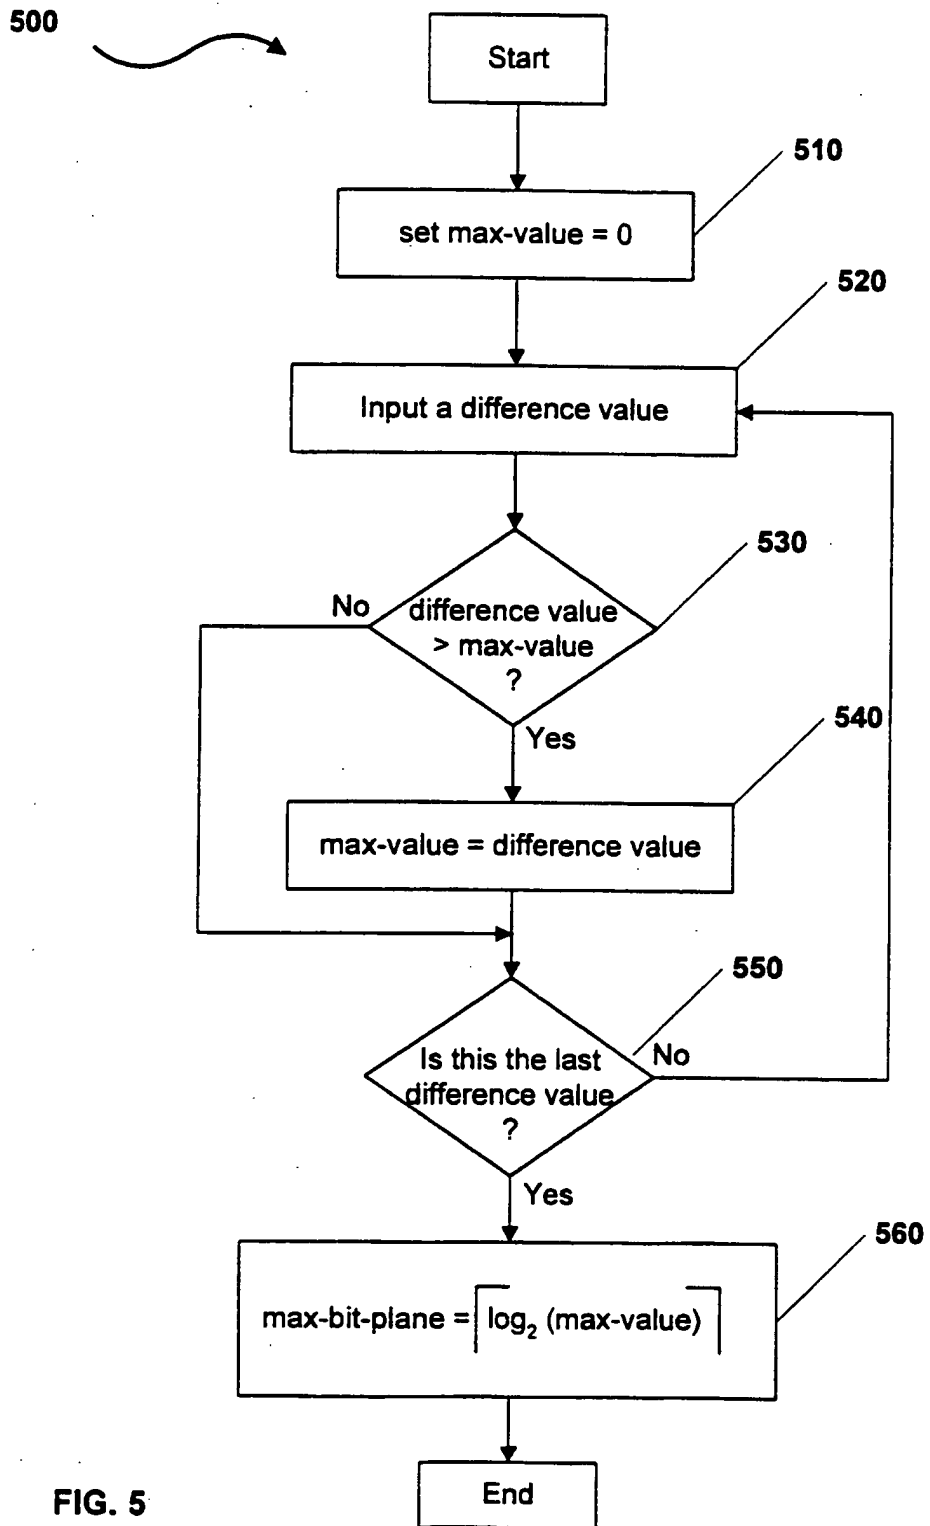 500
Start
510
set max-value = 0
520
Input a difference value
530
No
difference value
> max-value
?
Yes
540
max-value = difference value
550
Is this the last
difference value
?
No
Yes
560
max-bit-plane = ⌈log₂ (max-value)⌉
End
FIG. 5